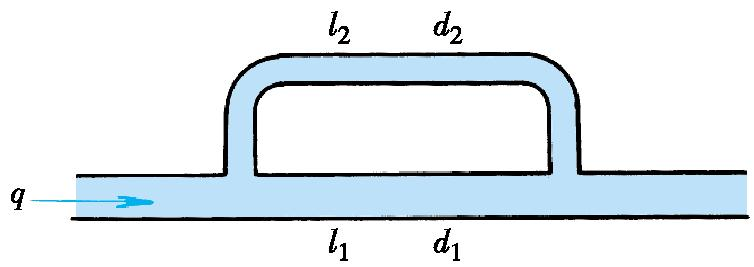 l₂ d₂
q
l₁ d₁